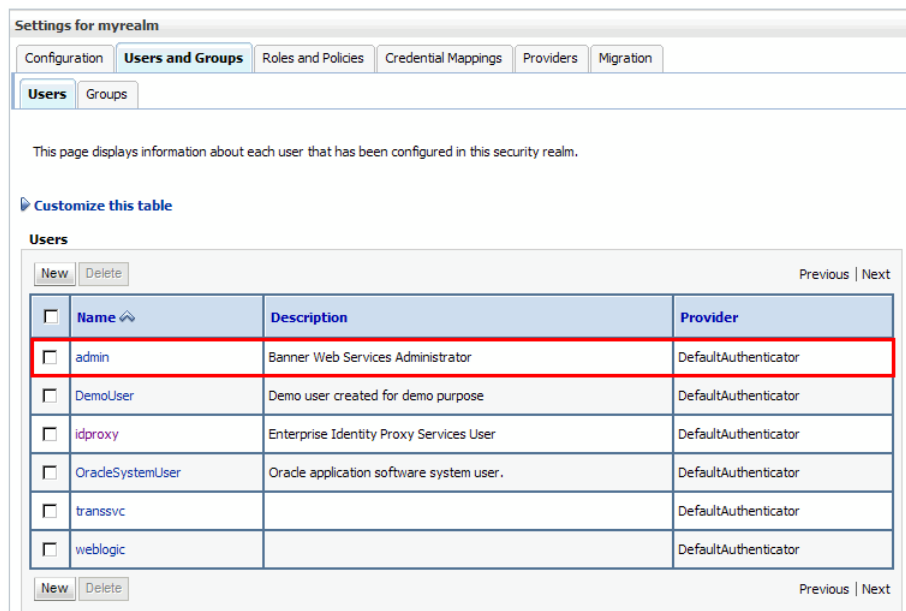 Settings for myrealm
Configuration Users and Groups Roles and Policies Credential Mappings Providers Migration
Users Groups
This page displays information about each user that has been configured in this security realm.
Customize this table
Users
New Delete Previous | Next
Name Description Provider
admin Banner Web Services Administrator DefaultAuthenticator
DemoUser Demo user created for demo purpose DefaultAuthenticator
idproxy Enterprise Identity Proxy Services User DefaultAuthenticator
OracleSystemUser Oracle application software system user. DefaultAuthenticator
transsvc DefaultAuthenticator
weblogic DefaultAuthenticator
New Delete Previous | Next